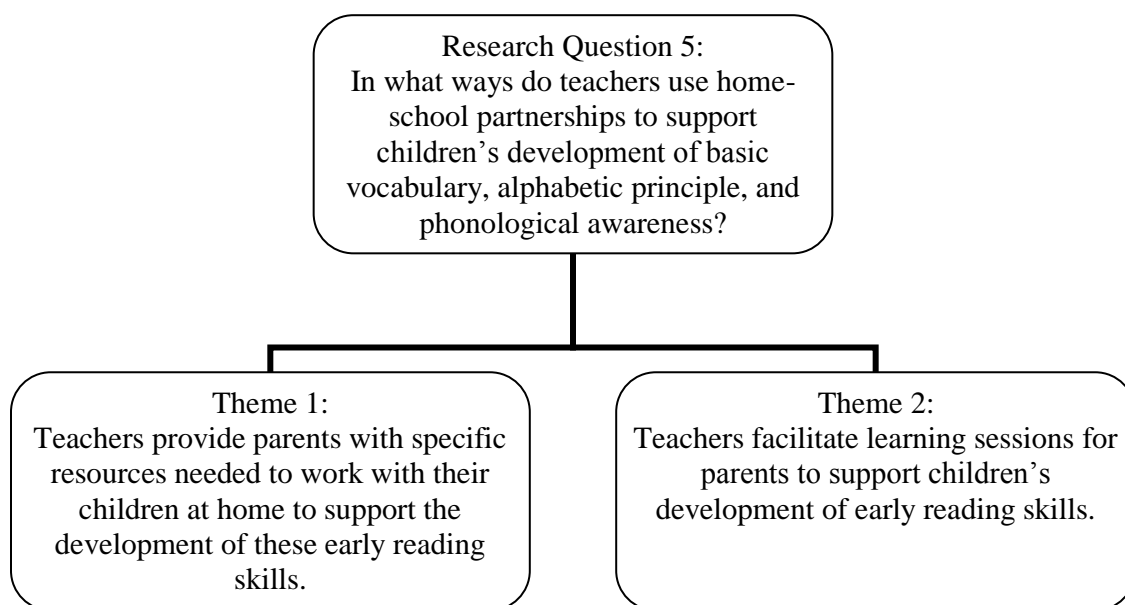 Research Question 5:
In what ways do teachers use home-
school partnerships to support
children’s development of basic
vocabulary, alphabetic principle, and
phonological awareness?
Theme 1:
Teachers provide parents with specific
resources needed to work with their
children at home to support the
development of these early reading
skills.
Theme 2:
Teachers facilitate learning sessions for
parents to support children’s
development of early reading skills.